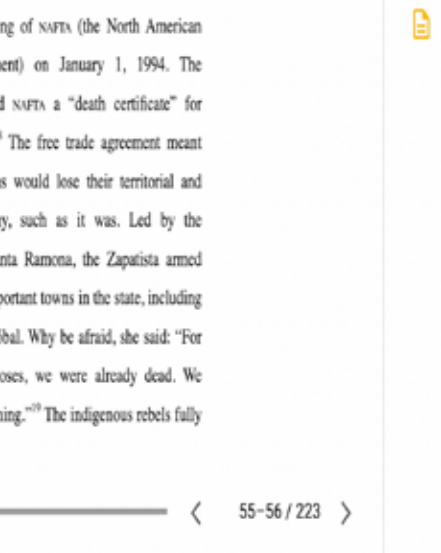 ng of NAFTA (the North American
ent) on January 1, 1994. The
d NAFTA a “death certificate” for
The free trade agreement meant
s would lose their territorial and
y, such as it was. Led by the
nta Ramona, the Zapatista armed
portant towns in the state, including
óbal. Why be afraid, she said: “For
oses, we were already dead. We
ning.”¹⁹ The indigenous rebels fully
55–56 / 223